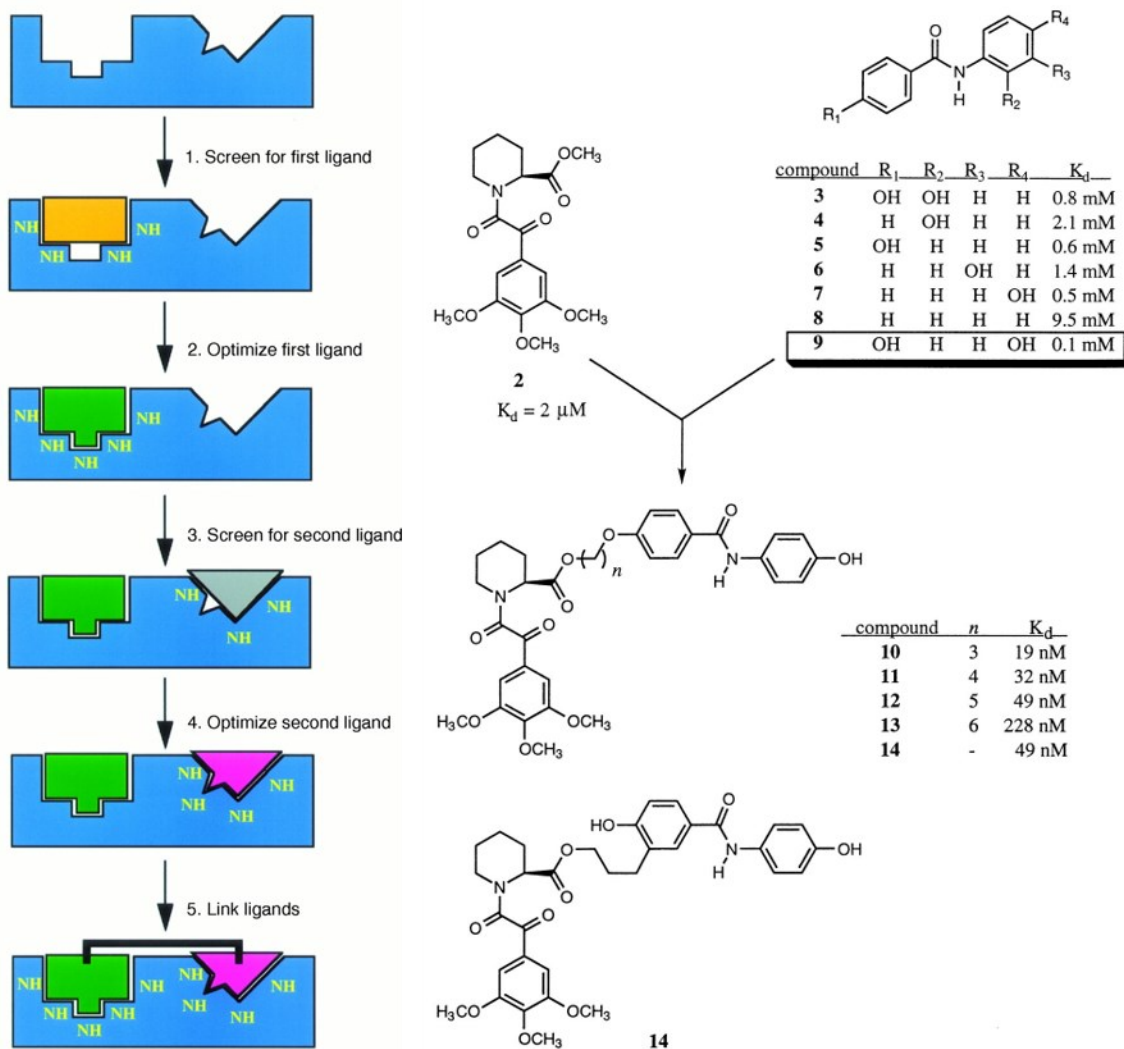 1. Screen for first ligand
NH NH
NH NH
2. Optimize first ligand
NH NH
NH NH
NH
3. Screen for second ligand
NH NH
NH
4. Optimize second ligand
NH NH
NH NH
5. Link ligands
NH NH NH NH
NH NH NH NH
NH
OCH3
O
N
O O
O
CH3O OCH3
OCH3
2
Kd = 2 μM
R4
O
N
H
R3
R2
R1
compound R1 R2 R3 R4 Kd
3 OH OH H H 0.8 mM
4 H OH H H 2.1 mM
5 OH H H H 0.6 mM
6 H H OH H 1.4 mM
7 H H H OH 0.5 mM
8 H H H H 9.5 mM
9 OH H H OH 0.1 mM
O
O
N
H
OH
O
n
N
O
O
O
CH3O OCH3
OCH3
compound n Kd
10 3 19 nM
11 4 32 nM
12 5 49 nM
13 6 228 nM
14 - 49 nM
HO
O
N
H
OH
O
N
O
O
O
CH3O OCH3
OCH3
14